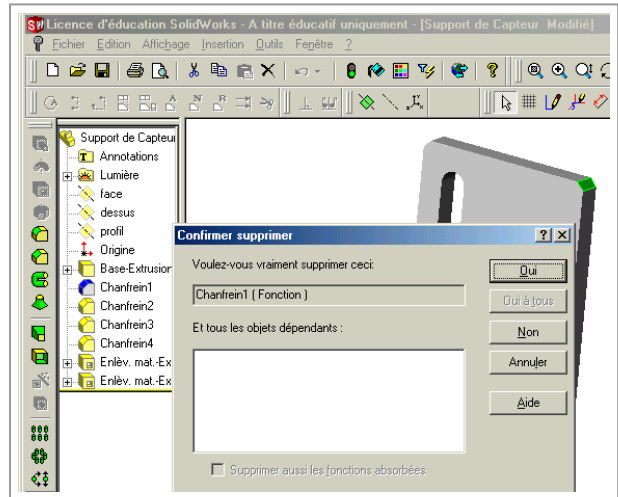 Licence d'éducation SolidWorks - A titre éducatif uniquement - [Support de Capteur Modifié]
Fichier Edition Affichage Insertion Outils Fenêtre ?
Support de Capteur
Annotations
Lumière
face
dessus
profil
Origine
Base-Extrusion
Chanfrein1
Chanfrein2
Chanfrein3
Chanfrein4
Enlèv. mat.-Ex
Enlèv. mat.-Ex
Confirmer supprimer
Voulez-vous vraiment supprimer ceci:
Chanfrein1 ( Fonction )
Et tous les objets dépendants :
Supprimer aussi les fonctions absorbées.
Oui
Oui à tous
Non
Annuler
Aide